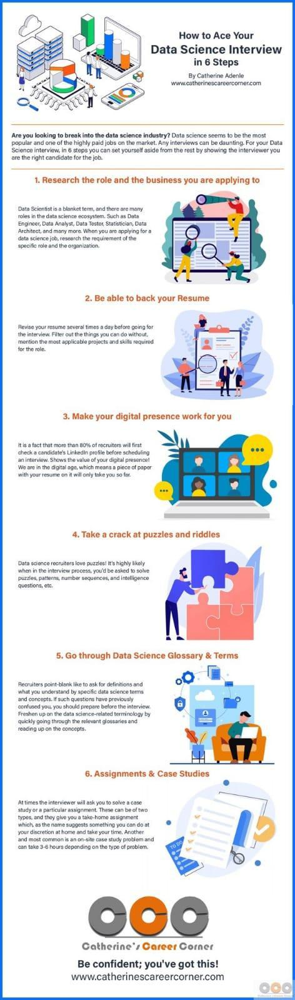 How to Ace Your
Data Science Interview
in 6 Steps
By Catherine Adenle
www.catherinescareercorner.com
Are you looking to break into the data science industry? Data science seems to be the most
popular and one of the highly paid jobs on the market. Any interviews can be daunting. For your Data
Science interview, in 6 steps you can set yourself aside from the rest by showing the interviewer you
are the right candidate for the job.
1. Research the role and the business you are applying to
Data Scientist is a blanket term, and there are many
roles in the data science ecosystem. Such as Data
Engineer, Data Analyst, Data Tester, Statistician, Data
Architect, and many more. When you are applying for a
data science job, research the requirement of the
specific role and the organization.
2. Be able to back your Resume
Revise your resume several times a day before going for
the interview. Filter out the things you can do without,
mention the most applicable projects and skills required
for the role.
3. Make your digital presence work for you
It is a fact that more than 80% of recruiters will first
check a candidate's LinkedIn profile before scheduling
an interview. Shows the value of your digital presence!
We are in the digital age, which means a piece of paper
with your resume on it will only take you so far.
4. Take a crack at puzzles and riddles
Data science recruiters love puzzles! It's highly likely
when in the interview process, you'd be asked to solve
puzzles, patterns, number sequences, and intelligence
questions, etc.
5. Go through Data Science Glossary & Terms
Recruiters point-blank like to ask for definitions and
what you understand by specific data science terms
and concepts. If such questions have previously
confused you, you should prepare before the interview.
Freshen up on the data science-related terminology by
quickly going through the relevant glossaries and
reading up on the concepts.
6. Assignments & Case Studies
At times the interviewer will ask you to solve a case
study or a particular assignment. These can be of two
types, and they give you a take-home assignment
which, as the name suggests something you can do at
your discretion at home and take your time. Another
and most common is an on-site case study problem and
can take 3-6 hours depending on the type of problem.
TO DO
CCC
Catherine's Career Corner
Be confident; you've got this!
www.catherinescareercorner.com